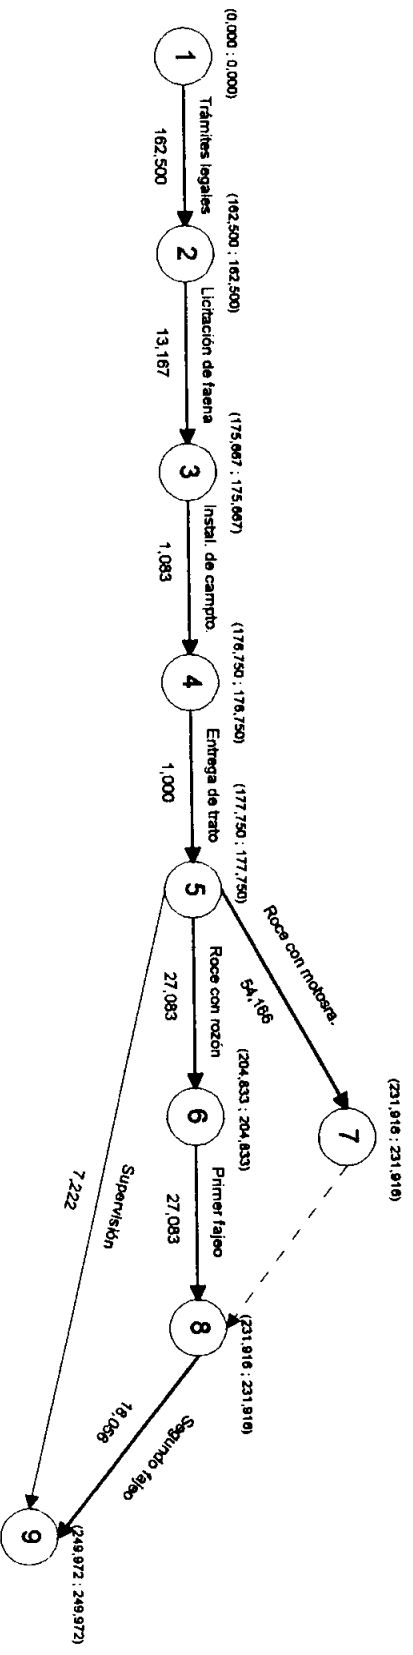 (0,000 : 0,000)
1
Trámites legales
162,500
(162,500 : 162,500)
2
Licitación de faena
13,167
(175,667 : 175,667)
3
Instal. de campto.
1,083
(176,750 : 176,750)
4
Entrega de trato
1,000
(177,750 : 177,750)
5
Roce con motosra.
54,166
(231,916 : 231,916)
7
Roce con rozón
27,083
(204,833 : 204,833)
6
Primer fajeo
27,083
(231,916 : 231,916)
8
Supervisión
7,222
Segundo fajeo
18,056
(249,972 : 249,972)
9